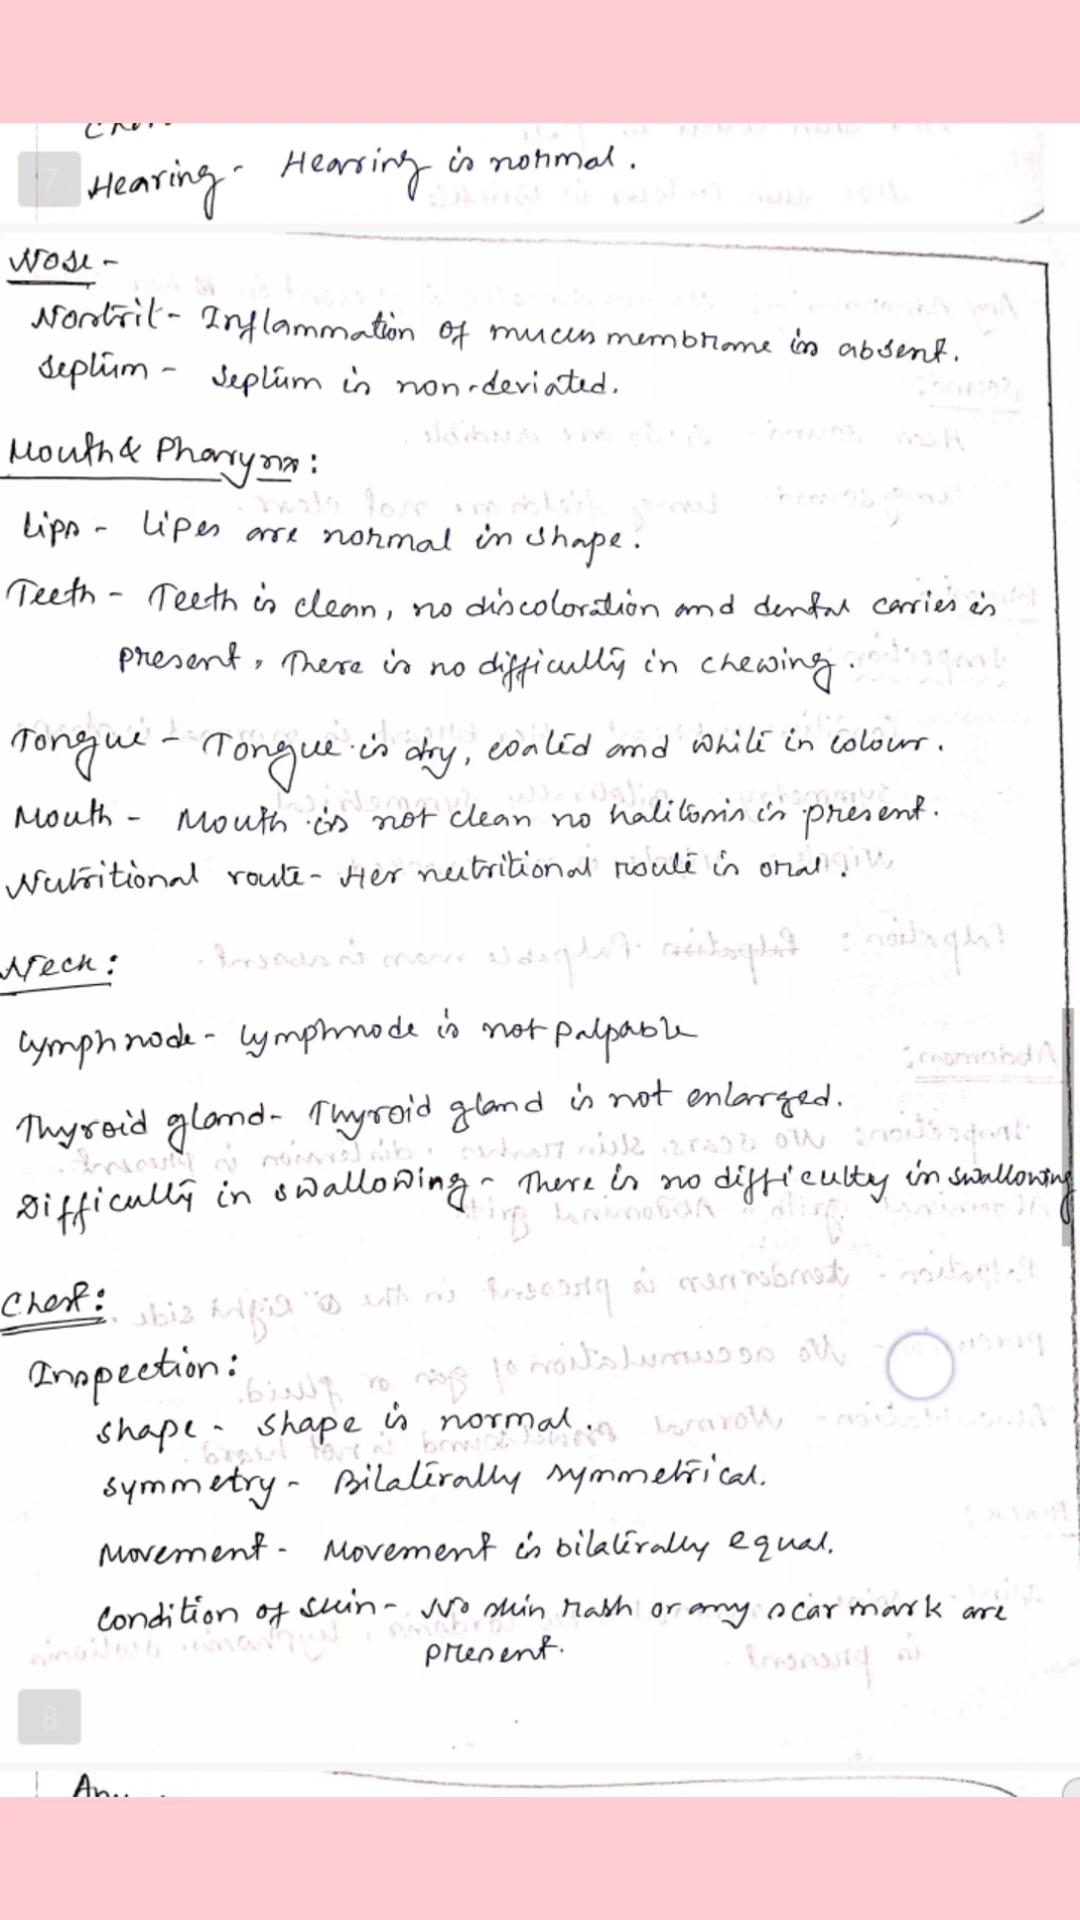 7
Hearing - Hearing is normal.
Nose -
Nostril - Inflammation of mucus membrane is absent.
Septum - Septum is non-deviated.
Mouth & Pharynx :
Lips - Lipes are normal in shape.
Teeth - Teeth is clean, no discoloration and dental carries is
present, There is no difficulty in chewing.
Tongue - Tongue is dry, coated and white in colour.
Mouth - Mouth is not clean no halitosis is present.
Nutritional route - Her nutritional route is oral.
Neck :
Lymph node - Lymphnode is not palpable
Thyroid gland - Thyroid gland is not enlarged.
Difficulty in swallowing - There is no difficulty in swallowing
Chest :
Inspection :
Shape - Shape is normal.
Symmetry - Bilaterally symmetrical.
Movement - Movement is bilaterally equal.
Condition of skin - No skin rash or any scar mark are
present.
8